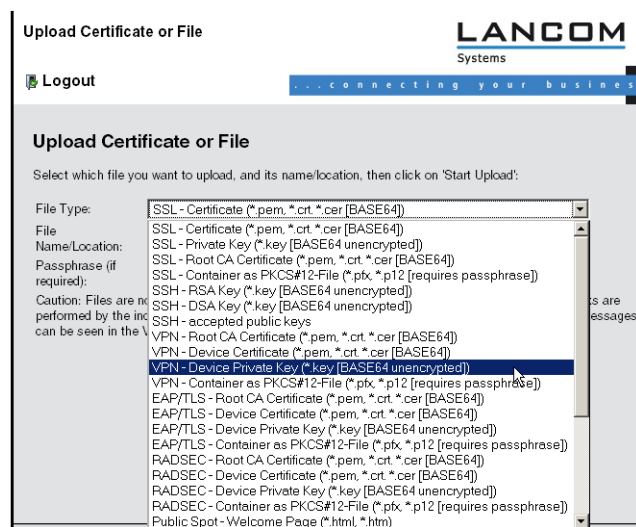 Upload Certificate or File
LANCOM
Systems
Logout
...connecting your busines
Upload Certificate or File
Select which file you want to upload, and its name/location, then click on 'Start Upload':
File Type:
SSL - Certificate (*.pem, *.crt. *.cer [BASE64])
File
Name/Location:
Passphrase (if
required):
Caution: Files are
performed by the
can be seen in the
SSL - Certificate (*.pem, *.crt. *.cer [BASE64])
SSL - Private Key (*.key [BASE64 unencrypted])
SSL - Root CA Certificate (*.pem, *.crt. *.cer [BASE64])
SSL - Container as PKCS#12-File (*.pfx, *.p12 [requires passphrase])
SSH - RSA Key (*.key [BASE64 unencrypted])
SSH - DSA Key (*.key [BASE64 unencrypted])
SSH - accepted public keys
VPN - Root CA Certificate (*.pem, *.crt. *.cer [BASE64])
VPN - Device Certificate (*.pem, *.crt. *.cer [BASE64])
VPN - Device Private Key (*.key [BASE64 unencrypted])
VPN - Container as PKCS#12-File (*.pfx, *.p12 [requires passphrase])
EAP/TLS - Root CA Certificate (*.pem, *.crt. *.cer [BASE64])
EAP/TLS - Device Certificate (*.pem, *.crt. *.cer [BASE64])
EAP/TLS - Device Private Key (*.key [BASE64 unencrypted])
EAP/TLS - Container as PKCS#12-File (*.pfx, *.p12 [requires passphrase])
RADSEC - Root CA Certificate (*.pem, *.crt. *.cer [BASE64])
RADSEC - Device Certificate (*.pem, *.crt. *.cer [BASE64])
RADSEC - Device Private Key (*.key [BASE64 unencrypted])
RADSEC - Container as PKCS#12-File (*.pfx, *.p12 [requires passphrase])
Public Spot - Welcome Page (*.html, *.htm)
are